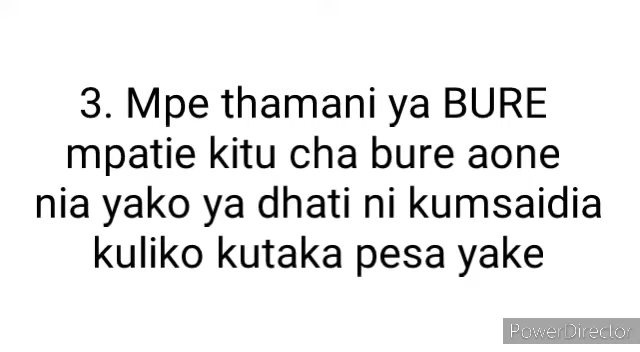 3. Mpe thamani ya BURE
mpatie kitu cha bure aone
nia yako ya dhati ni kumsaidia
kuliko kutaka pesa yake
PowerDirector